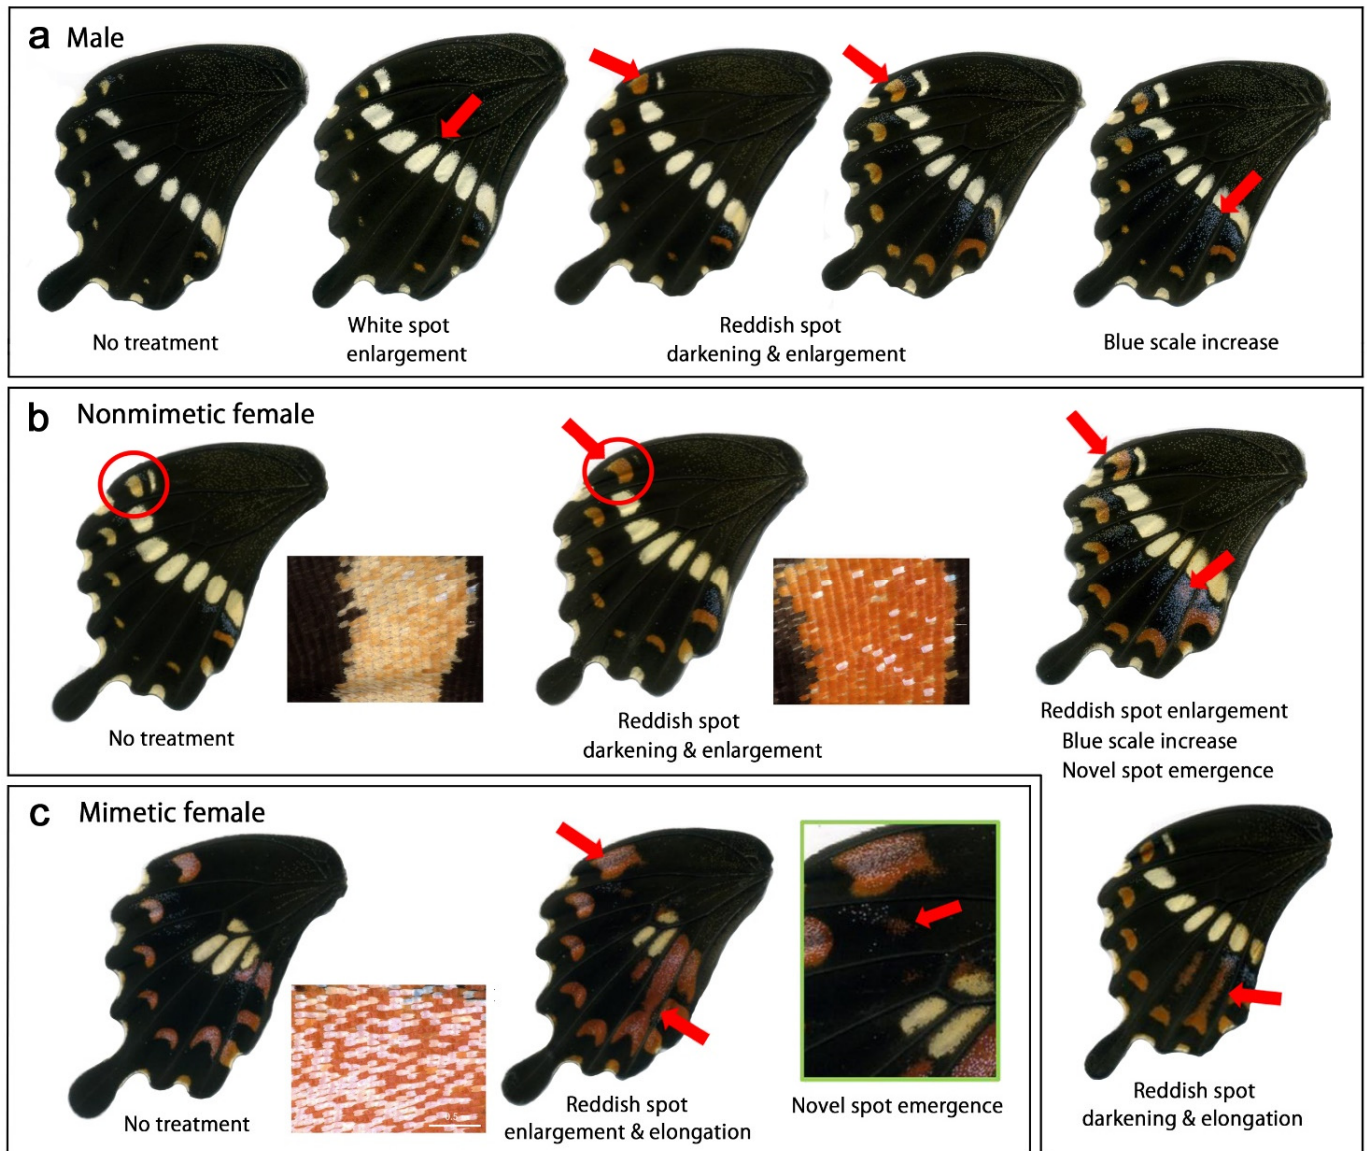 a Male
No treatment
White spot
enlargement
Reddish spot
darkening & enlargement
Blue scale increase
b Nonmimetic female
No treatment
Reddish spot
darkening & enlargement
Reddish spot enlargement
Blue scale increase
Novel spot emergence
Reddish spot
darkening & elongation
c Mimetic female
No treatment
0.5
Reddish spot
enlargement & elongation
Novel spot emergence